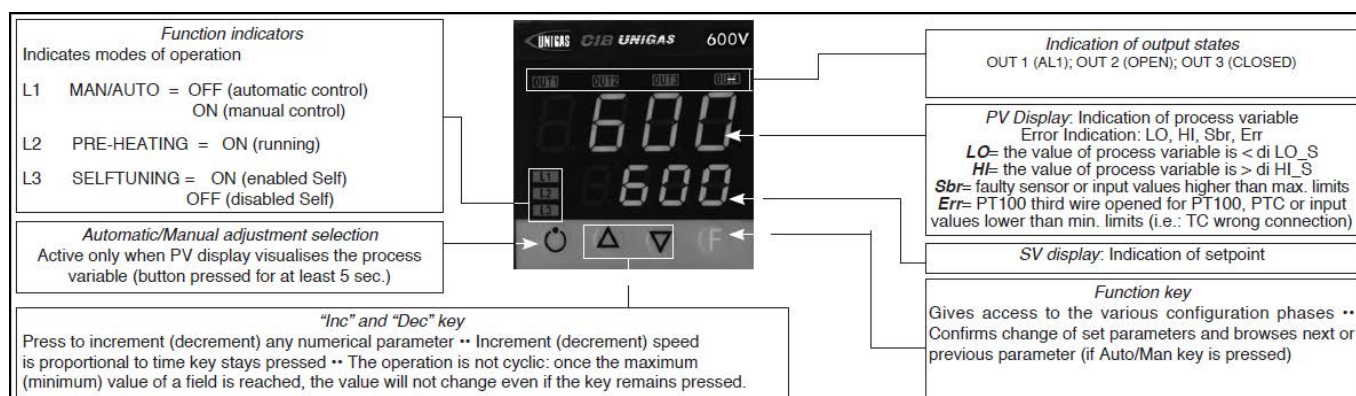 Function indicators
Indicates modes of operation
L1 MAN/AUTO = OFF (automatic control)
ON (manual control)
L2 PRE-HEATING = ON (running)
L3 SELFTUNING = ON (enabled Self)
OFF (disabled Self)
Automatic/Manual adjustment selection
Active only when PV display visualises the process
variable (button pressed for at least 5 sec.)
"Inc" and "Dec" key
Press to increment (decrement) any numerical parameter •• Increment (decrement) speed
is proportional to time key stays pressed •• The operation is not cyclic: once the maximum
(minimum) value of a field is reached, the value will not change even if the key remains pressed.
UNIGAS CIB UNIGAS 600V
OUT1 OUT2 OUT3 OUT4
600
600
L1
L2
L3
F
Indication of output states
OUT 1 (AL1); OUT 2 (OPEN); OUT 3 (CLOSED)
PV Display: Indication of process variable
Error Indication: LO, HI, Sbr, Err
LO= the value of process variable is < di LO_S
HI= the value of process variable is > di HI_S
Sbr= faulty sensor or input values higher than max. limits
Err= PT100 third wire opened for PT100, PTC or input
values lower than min. limits (i.e.: TC wrong connection)
SV display: Indication of setpoint
Function key
Gives access to the various configuration phases ••
Confirms change of set parameters and browses next or
previous parameter (if Auto/Man key is pressed)